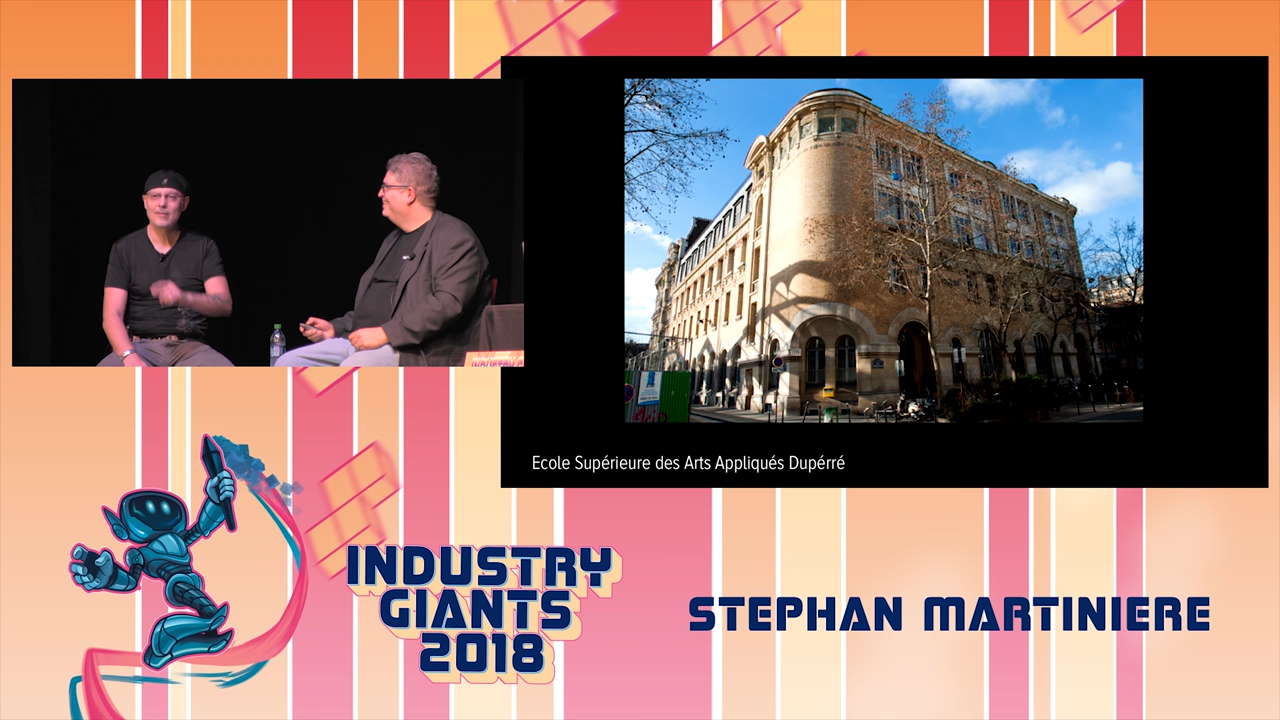 Ecole Supérieure des Arts Appliqués Dupérré
INDUSTRY
GIANTS
2018
STEPHAN MARTINIERE